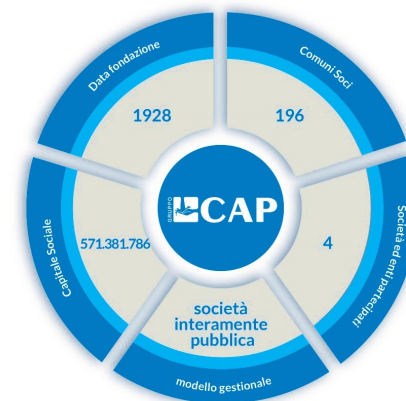 Data fondazione
1928
Comuni Soci
196
Società ed enti partecipati
4
modello gestionale
società
interamente
pubblica
Capitale Sociale
571.381.786
GRUPPO
CAP